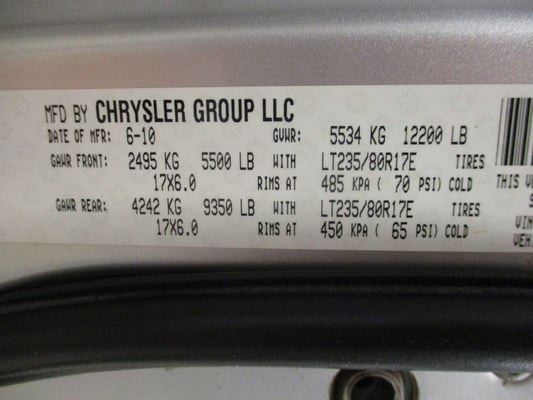 MFD BY CHRYSLER GROUP LLC
DATE OF MFR: 6-10 GVWR: 5534 KG 12200 LB
GAWR FRONT: 2495 KG 5500 LB WITH LT235/80R17E TIRES
17X6.0 RIMS AT 485 KPA ( 70 PSI) COLD THIS
GAWR REAR: 4242 KG 9350 LB WITH LT235/80R17E TIRES
17X6.0 RIMS AT 450 KPA ( 65 PSI) COLD